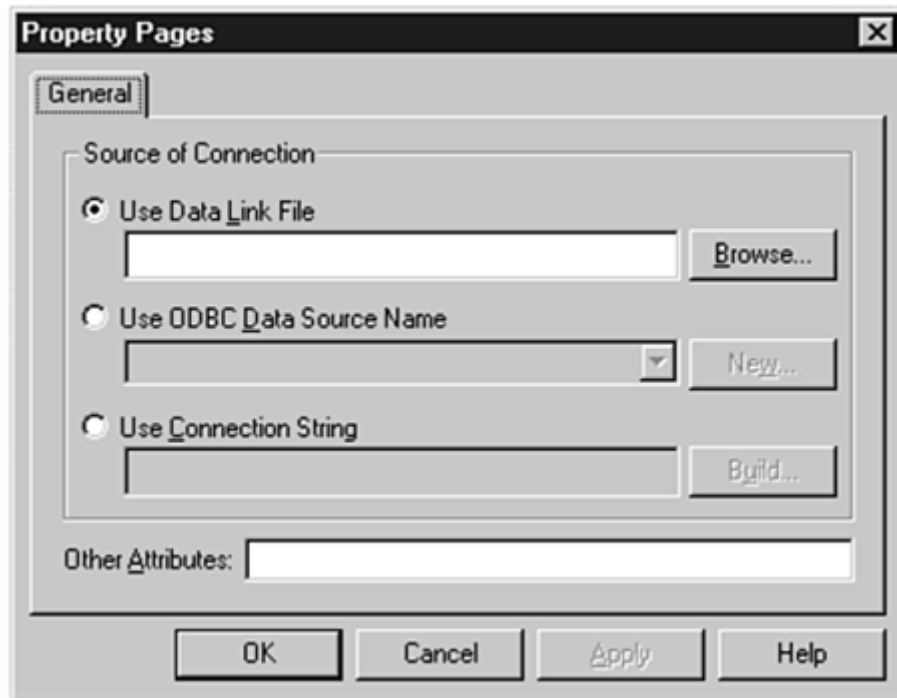 Property Pages
General
Source of Connection
Use Data Link File
Browse...
Use ODBC Data Source Name
New...
Use Connection String
Build...
Other Attributes:
OK Cancel Apply Help